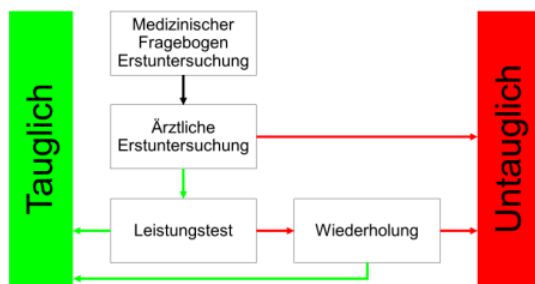 Tauglich
Medizinischer
Fragebogen
Erstuntersuchung
Ärztliche
Erstuntersuchung
Leistungstest
Wiederholung
Untauglich